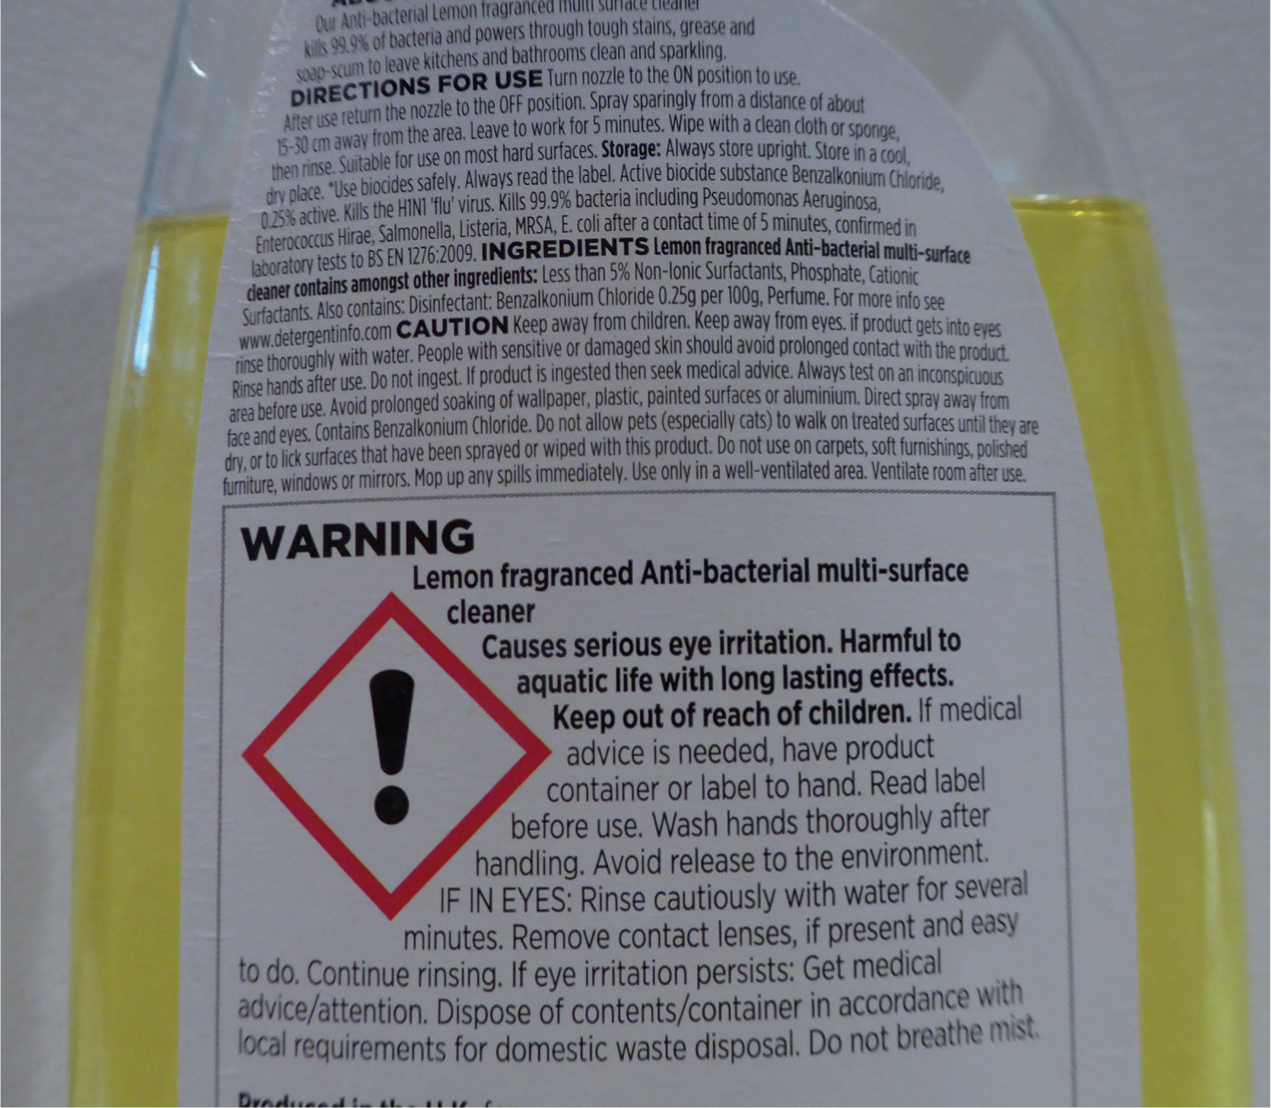 Our Anti-bacterial Lemon fragranced multi surface cleaner
kills 99.9% of bacteria and powers through tough stains, grease and
soap-scum to leave kitchens and bathrooms clean and sparkling.
DIRECTIONS FOR USE Turn nozzle to the ON position to use.
After use return the nozzle to the OFF position. Spray sparingly from a distance of about
15-30 cm away from the area. Leave to work for 5 minutes. Wipe with a clean cloth or sponge,
then rinse. Suitable for use on most hard surfaces. Storage: Always store upright. Store in a cool,
dry place. *Use biocides safely. Always read the label. Active biocide substance Benzalkonium Chloride,
0.25% active. Kills the H1N1 'flu' virus. Kills 99.9% bacteria including Pseudomonas Aeruginosa,
Enterococcus Hirae, Salmonella, Listeria, MRSA, E. coli after a contact time of 5 minutes, confirmed in
laboratory tests to BS EN 1276:2009. INGREDIENTS Lemon fragranced Anti-bacterial multi-surface
cleaner contains amongst other ingredients: Less than 5% Non-Ionic Surfactants, Phosphate, Cationic
Surfactants. Also contains: Disinfectant: Benzalkonium Chloride 0.25g per 100g, Perfume. For more info see
www.detergentinfo.com CAUTION Keep away from children. Keep away from eyes. if product gets into eyes
rinse thoroughly with water. People with sensitive or damaged skin should avoid prolonged contact with the product.
Rinse hands after use. Do not ingest. If product is ingested then seek medical advice. Always test on an inconspicuous
area before use. Avoid prolonged soaking of wallpaper, plastic, painted surfaces or aluminium. Direct spray away from
face and eyes. Contains Benzalkonium Chloride. Do not allow pets (especially cats) to walk on treated surfaces until they are
dry, or to lick surfaces that have been sprayed or wiped with this product. Do not use on carpets, soft furnishings, polished
furniture, windows or mirrors. Mop up any spills immediately. Use only in a well-ventilated area. Ventilate room after use.
WARNING
Lemon fragranced Anti-bacterial multi-surface
cleaner
Causes serious eye irritation. Harmful to
aquatic life with long lasting effects.
Keep out of reach of children. If medical
advice is needed, have product
container or label to hand. Read label
before use. Wash hands thoroughly after
handling. Avoid release to the environment.
IF IN EYES: Rinse cautiously with water for several
minutes. Remove contact lenses, if present and easy
to do. Continue rinsing. If eye irritation persists: Get medical
advice/attention. Dispose of contents/container in accordance with
local requirements for domestic waste disposal. Do not breathe mist.
Produced in the U.K. for